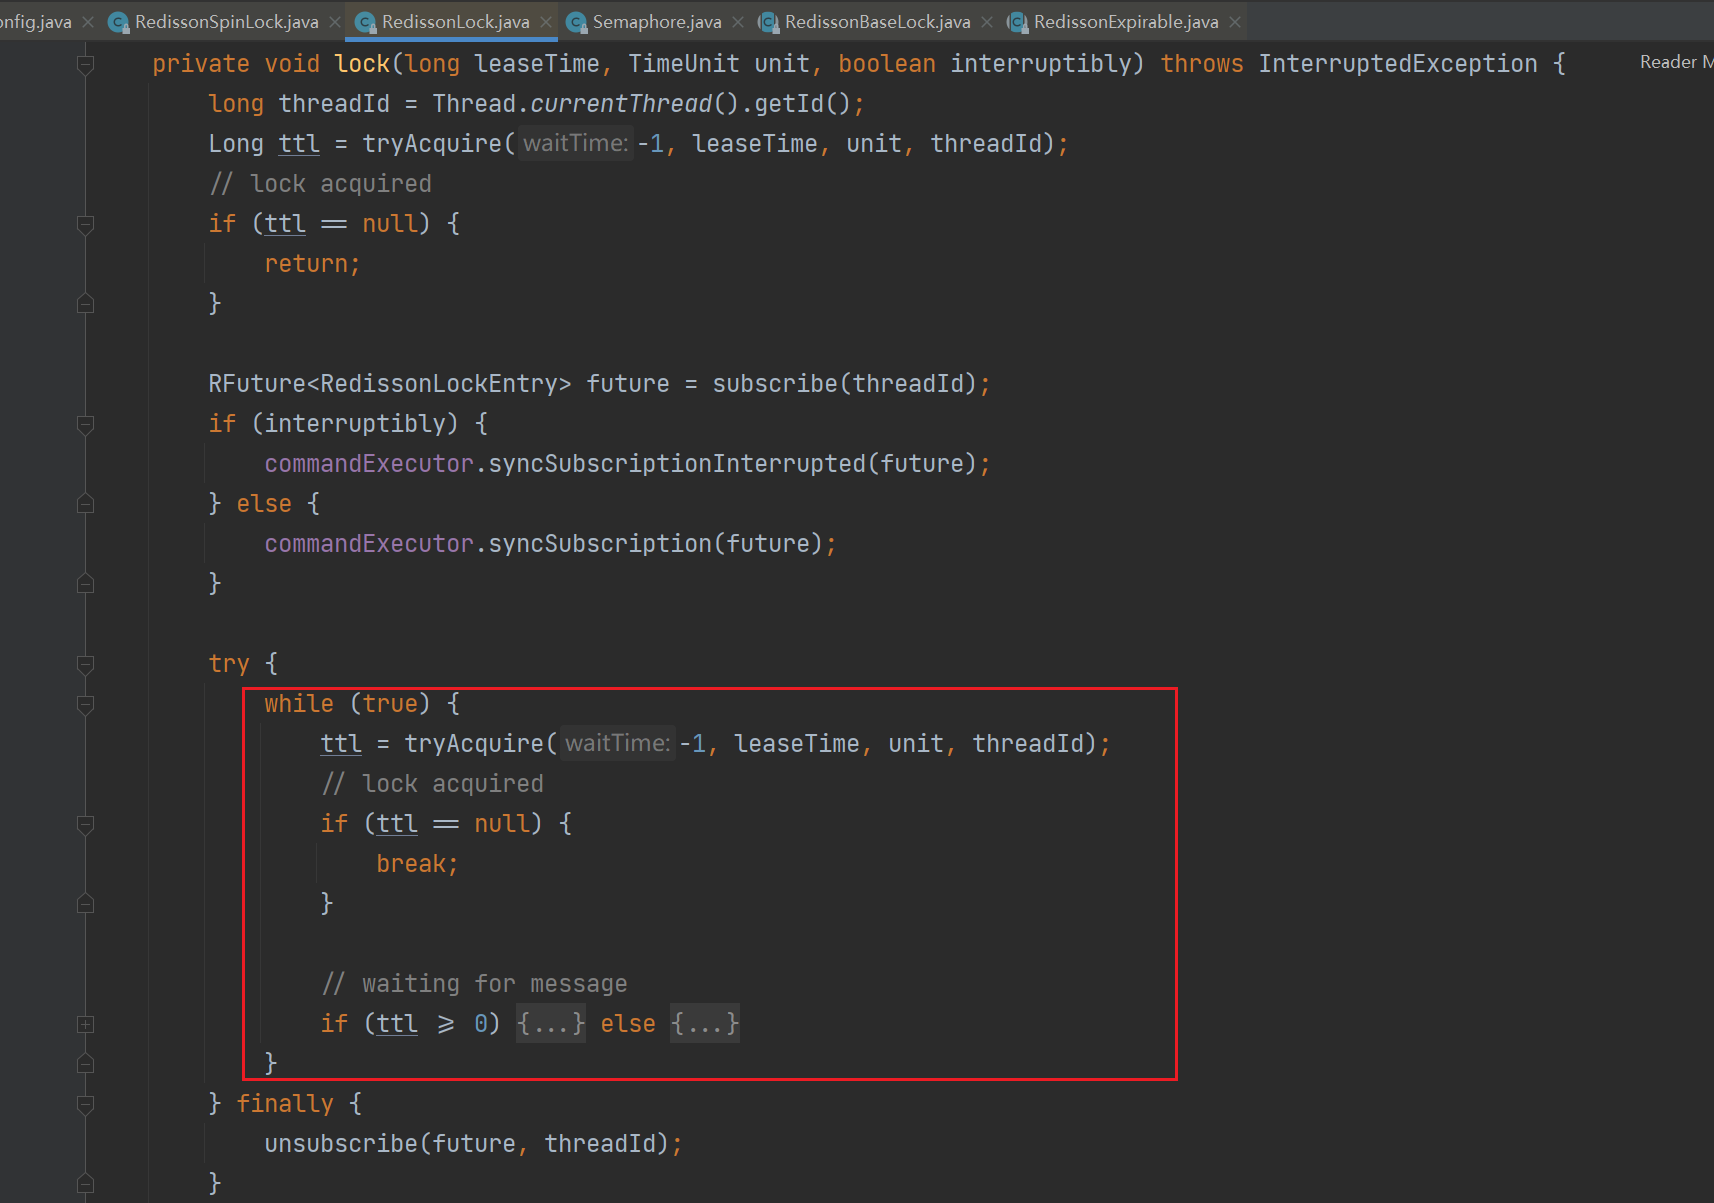 onfig.java RedissonSpinLock.java RedissonLock.java Semaphore.java RedissonBaseLock.java RedissonExpirable.java
private void lock(long leaseTime, TimeUnit unit, boolean interruptibly) throws InterruptedException { Reader M
long threadId = Thread.currentThread().getId();
Long ttl = tryAcquire( waitTime: -1, leaseTime, unit, threadId);
// lock acquired
if (ttl == null) {
return;
}
RFuture<RedissonLockEntry> future = subscribe(threadId);
if (interruptibly) {
commandExecutor.syncSubscriptionInterrupted(future);
} else {
commandExecutor.syncSubscription(future);
}
try {
while (true) {
ttl = tryAcquire( waitTime: -1, leaseTime, unit, threadId);
// lock acquired
if (ttl == null) {
break;
}
// waiting for message
if (ttl >= 0) {...} else {...}
}
} finally {
unsubscribe(future, threadId);
}